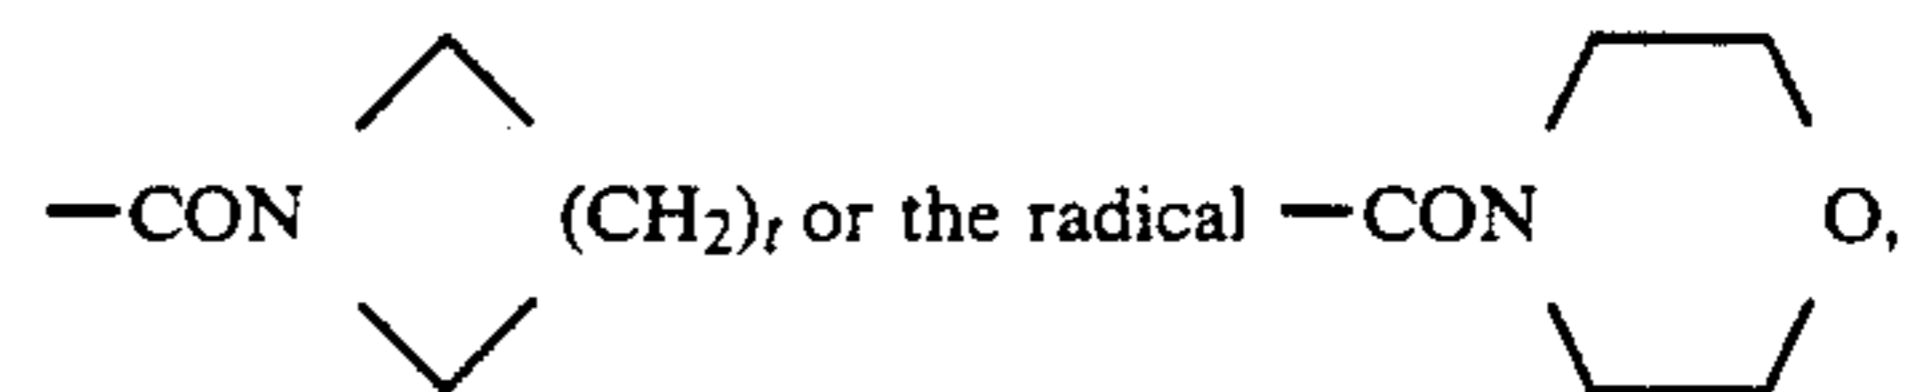 —CON (CH₂)ₜ or the radical —CON O,